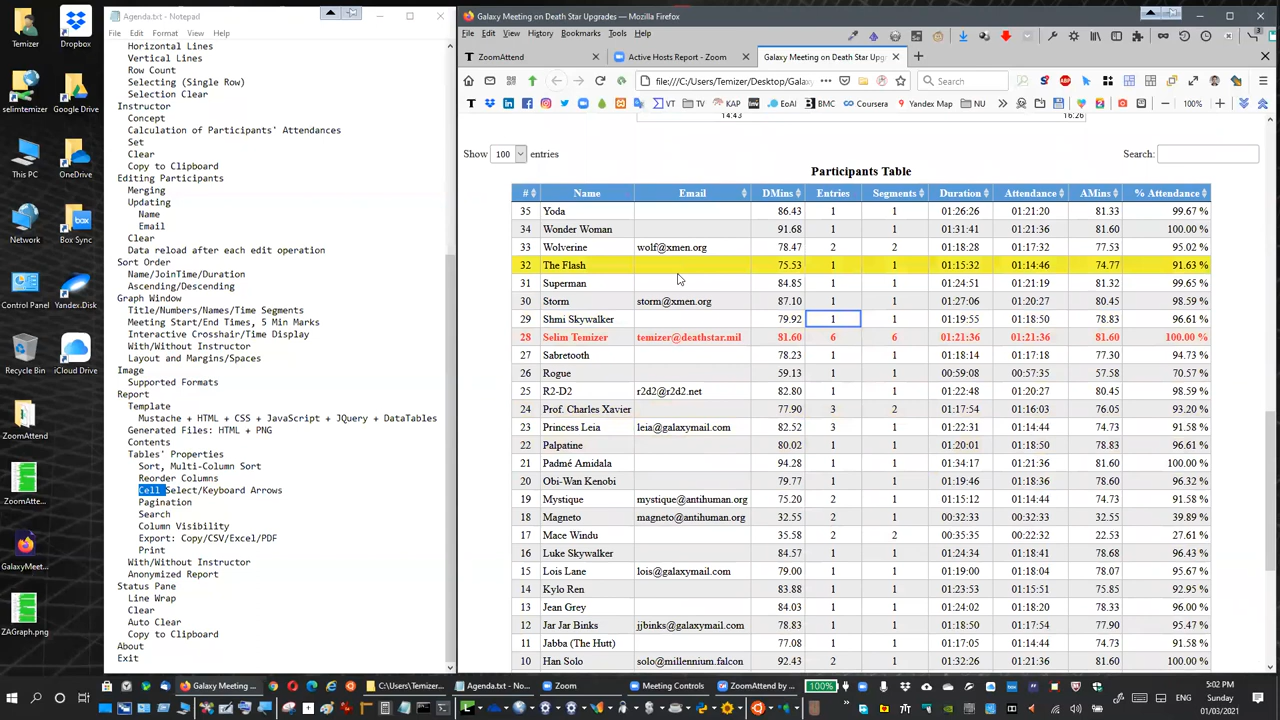 Temizer
Dropbox
selimtemizer
Google Drive
This PC
OneDrive
Network
Box Sync
Control Panel
Yandex.Disk
Recycle Bin
iCloud Drive
ZoomAttend
ZoomAtte...
GalaxyMeet...
ZAGraph.png
Agenda.txt - Notepad
File Edit Format View Help
Horizontal Lines
Vertical Lines
Row Count
Selecting (Single Row)
Selection Clear
Instructor
Concept
Calculation of Participants' Attendances
Set
Clear
Copy to Clipboard
Editing Participants
Merging
Updating
Name
Email
Clear
Data reload after each edit operation
Sort Order
Name/JoinTime/Duration
Ascending/Descending
Graph Window
Title/Numbers/Names/Time Segments
Meeting Start/End Times, 5 Min Marks
Interactive Crosshair/Time Display
With/Without Instructor
Layout and Margins/Spaces
Image
Supported Formats
Report
Template
Mustache + HTML + CSS + JavaScript + JQuery + DataTables
Generated Files: HTML + PNG
Contents
Tables' Properties
Sort, Multi-Column Sort
Reorder Columns
Cell Select/Keyboard Arrows
Pagination
Search
Column Visibility
Export: Copy/CSV/Excel/PDF
Print
With/Without Instructor
Anonymized Report
Status Pane
Line Wrap
Clear
Auto Clear
Copy to Clipboard
About
Exit
Galaxy Meeting on Death Star Upgrades — Mozilla Firefox
File Edit View History Bookmarks Tools Help
ZoomAttend
Active Hosts Report - Zoom
Galaxy Meeting on Death Star Upgr
file:///C:/Users/Temizer/Desktop/Galax
Search
VT TV KAP EoAI BMC Coursera Yandex Map NU 100%
14:43 16:26
Show 100 entries Search:
Participants Table
# Name Email DMins Entries Segments Duration Attendance AMins % Attendance
35 Yoda 86.43 1 1 01:26:26 01:21:20 81.33 99.67 %
34 Wonder Woman 91.68 1 1 01:31:41 01:21:36 81.60 100.00 %
33 Wolverine wolf@xmen.org 78.47 2 2 01:18:28 01:17:32 77.53 95.02 %
32 The Flash 75.53 1 1 01:15:32 01:14:46 74.77 91.63 %
31 Superman 84.85 1 1 01:24:51 01:21:19 81.32 99.65 %
30 Storm storm@xmen.org 87.10 1 1 01:27:06 01:20:27 80.45 98.59 %
29 Shmi Skywalker 79.92 1 1 01:19:55 01:18:50 78.83 96.61 %
28 Selim Temizer temizer@deathstar.mil 81.60 6 6 01:21:36 01:21:36 81.60 100.00 %
27 Sabretooth 78.23 1 1 01:18:14 01:17:18 77.30 94.73 %
26 Rogue 59.13 1 1 00:59:08 00:57:35 57.58 70.57 %
25 R2-D2 r2d2@r2d2.net 82.80 1 1 01:22:48 01:20:27 80.45 98.59 %
24 Prof. Charles Xavier 77.90 3 2 01:17:54 01:16:03 76.05 93.20 %
23 Princess Leia leia@galaxymail.com 82.52 3 1 01:22:31 01:14:44 74.73 91.58 %
22 Palpatine 80.02 1 1 01:20:01 01:18:50 78.83 96.61 %
21 Padmé Amidala 94.28 1 1 01:34:17 01:21:36 81.60 100.00 %
20 Obi-Wan Kenobi 79.77 1 1 01:19:46 01:18:50 78.83 96.61 %
19 Mystique mystique@antihuman.org 75.20 2 1 01:15:12 01:14:44 74.73 91.58 %
18 Magneto magneto@antihuman.org 32.55 2 1 00:32:33 00:32:33 32.55 39.89 %
17 Mace Windu 35.58 2 2 00:35:35 00:22:32 22.53 27.61 %
16 Luke Skywalker 84.57 1 1 01:24:34 01:18:41 78.68 96.43 %
15 Lois Lane lois@galaxymail.com 79.00 1 1 01:19:00 01:18:04 78.07 95.67 %
14 Kylo Ren 83.88 1 1 01:23:53 01:15:51 75.85 92.95 %
13 Jean Grey 84.03 1 1 01:24:02 01:18:20 78.33 96.00 %
12 Jar Jar Binks jjbinks@galaxymail.com 78.83 1 1 01:18:50 01:17:54 77.90 95.47 %
11 Jabba (The Hutt) 77.08 1 1 01:17:05 01:14:44 74.73 91.58 %
10 Han Solo solo@millennium.falcon 92.43 2 1 01:32:26 01:21:36 81.60 100.00 %
Galaxy Meeting ... C:\Users\Temizer... Agenda.txt - No... Zoom Meeting Controls ZoomAttend by ... 100%
5:02 PM
Sunday
01/03/2021